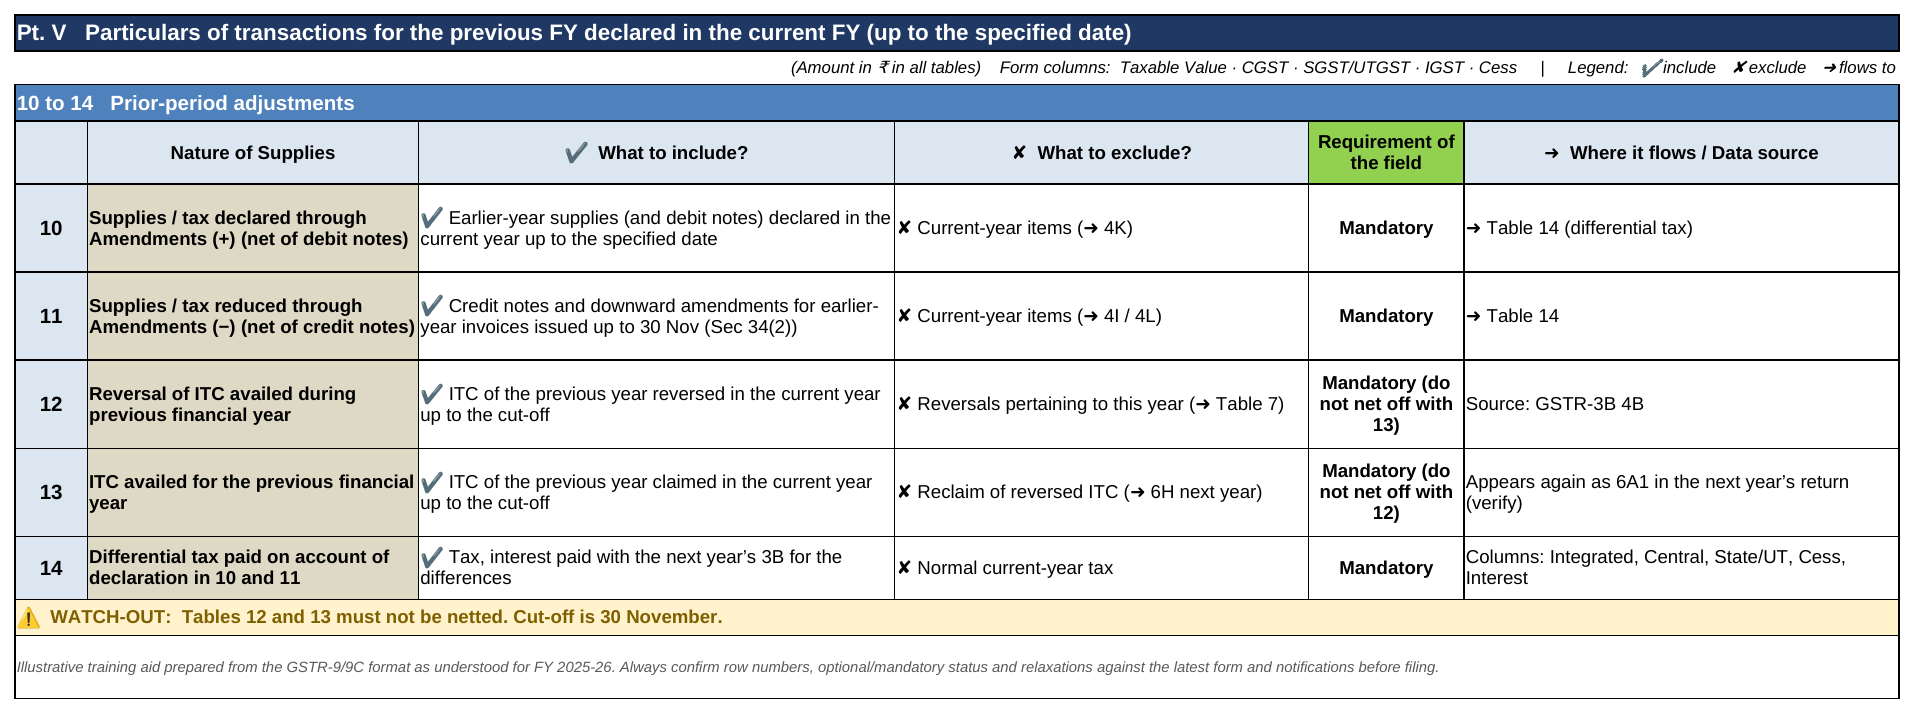 Pt. V Particulars of transactions for the previous FY declared in the current FY (up to the specified date)
(Amount in ₹ in all tables) Form columns: Taxable Value · CGST · SGST/UTGST · IGST · Cess | Legend: ✔include ✘exclude ➜flows to
10 to 14 Prior-period adjustments
Nature of Supplies
✔ What to include?
✘ What to exclude?
Requirement of
the field
➜ Where it flows / Data source
10
Supplies / tax declared through
Amendments (+) (net of debit notes)
✔ Earlier-year supplies (and debit notes) declared in the
current year up to the specified date
✘ Current-year items (➜ 4K)
Mandatory
➜ Table 14 (differential tax)
11
Supplies / tax reduced through
Amendments (−) (net of credit notes)
✔ Credit notes and downward amendments for earlier-
year invoices issued up to 30 Nov (Sec 34(2))
✘ Current-year items (➜ 4I / 4L)
Mandatory
➜ Table 14
12
Reversal of ITC availed during
previous financial year
✔ ITC of the previous year reversed in the current year
up to the cut-off
✘ Reversals pertaining to this year (➜ Table 7)
Mandatory (do
not net off with
13)
Source: GSTR-3B 4B
13
ITC availed for the previous financial
year
✔ ITC of the previous year claimed in the current year
up to the cut-off
✘ Reclaim of reversed ITC (➜ 6H next year)
Mandatory (do
not net off with
12)
Appears again as 6A1 in the next year’s return
(verify)
14
Differential tax paid on account of
declaration in 10 and 11
✔ Tax, interest paid with the next year’s 3B for the
differences
✘ Normal current-year tax
Mandatory
Columns: Integrated, Central, State/UT, Cess,
Interest
⚠ WATCH-OUT: Tables 12 and 13 must not be netted. Cut-off is 30 November.
Illustrative training aid prepared from the GSTR-9/9C format as understood for FY 2025-26. Always confirm row numbers, optional/mandatory status and relaxations against the latest form and notifications before filing.